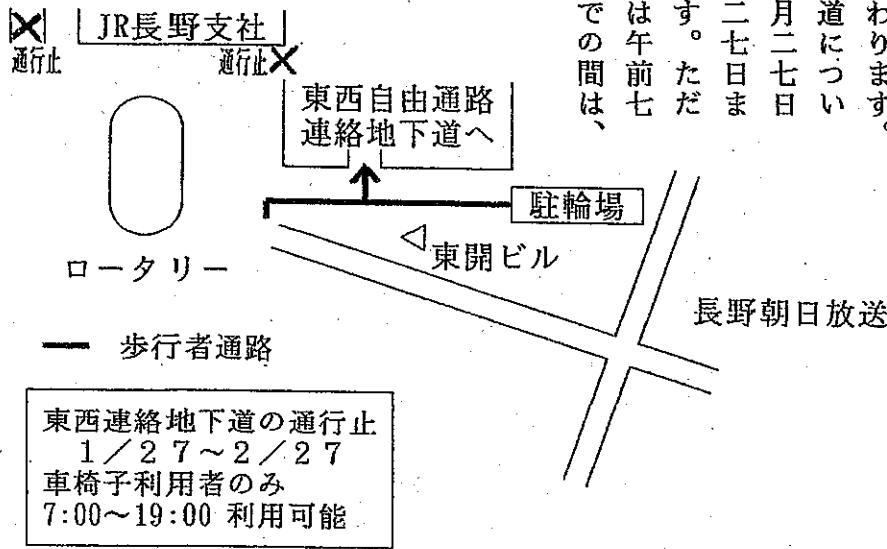 わります。
道につい
月二七日
二七日ま
す。ただ
は午前七
での間は、
JR長野支社
通行止
通行止
東西自由通路
連絡地下道へ
駐輪場
東開ビル
ロータリー
長野朝日放送
歩行者通路
東西連絡地下道の通行止
1/27~2/27
車椅子利用者のみ
7:00~19:00 利用可能